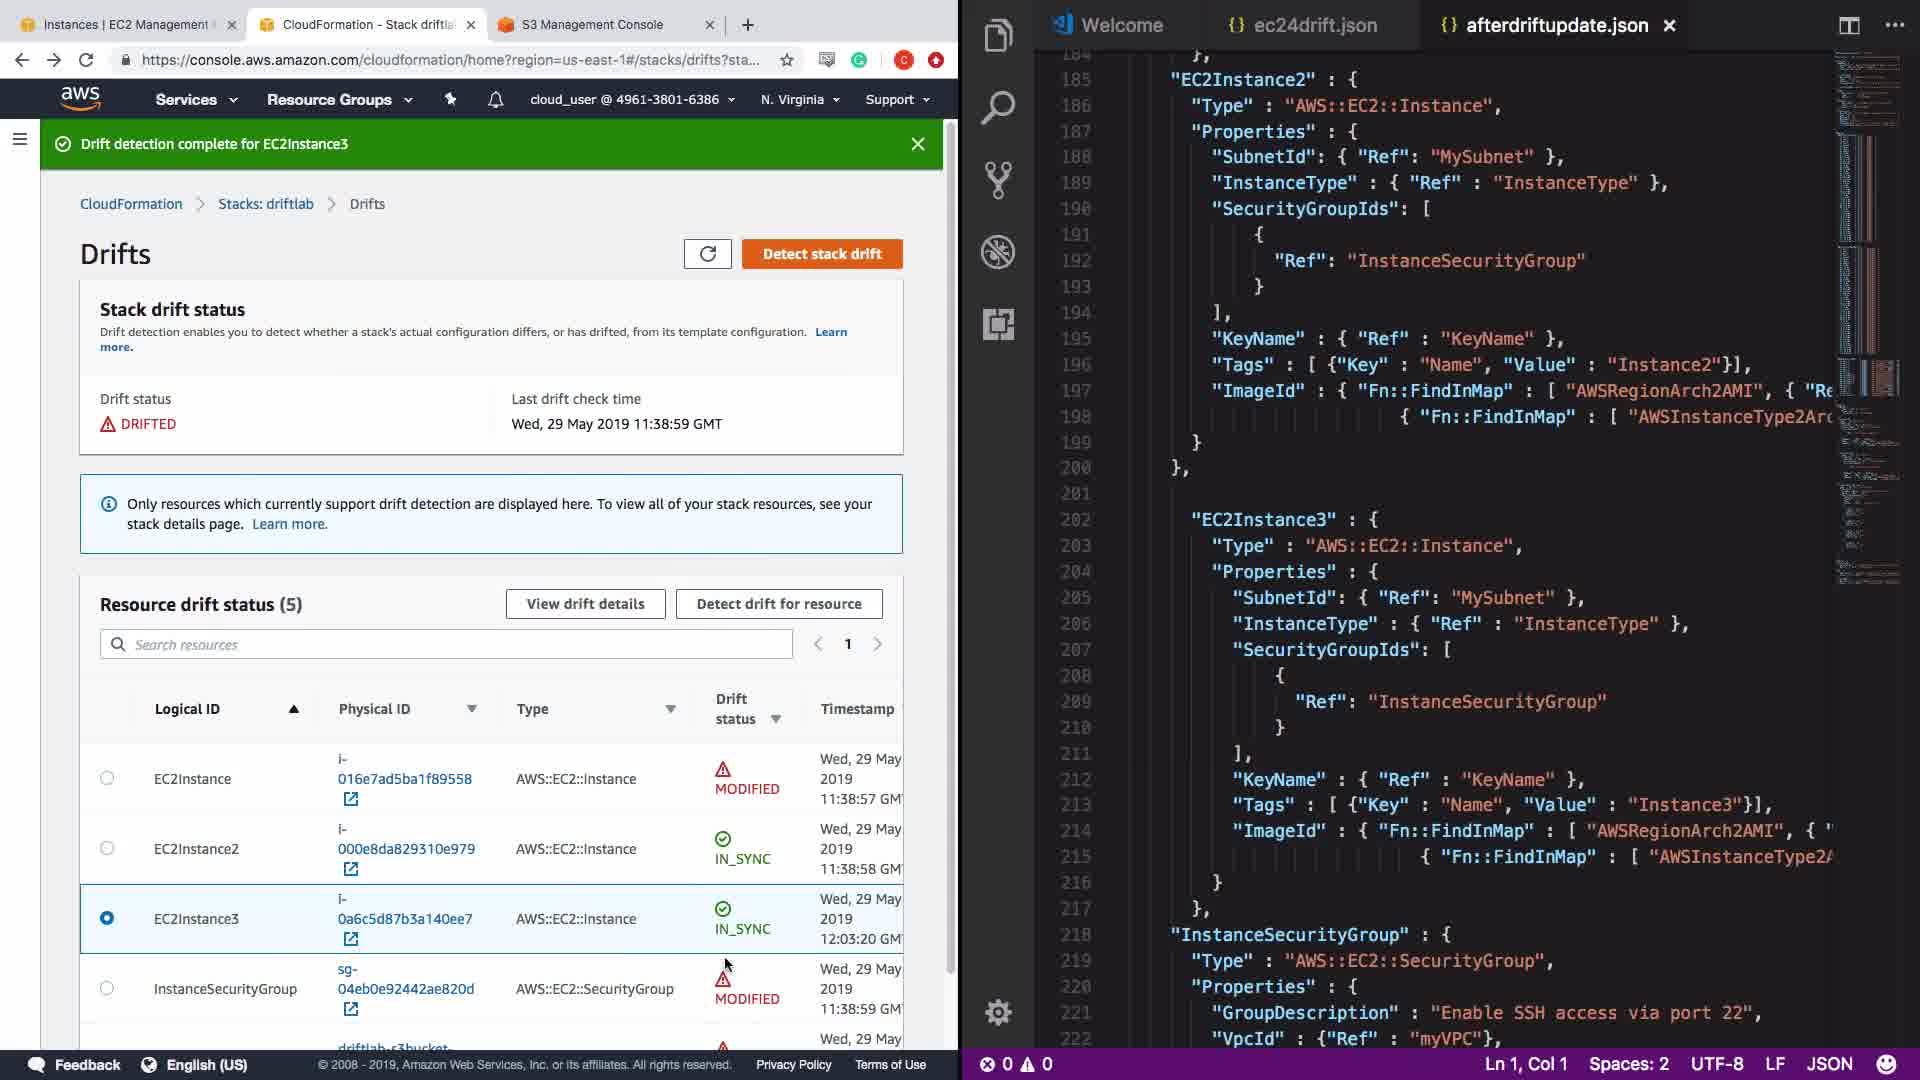 Instances | EC2 Management
CloudFormation - Stack driftla
S3 Management Console
https://console.aws.amazon.com/cloudformation/home?region=us-east-1#/stacks/drifts?sta...
aws
Services
Resource Groups
cloud_user @ 4961-3801-6386
N. Virginia
Support
Drift detection complete for EC2Instance3
CloudFormation
Stacks: driftlab
Drifts
Drifts
Detect stack drift
Stack drift status
Drift detection enables you to detect whether a stack's actual configuration differs, or has drifted, from its template configuration. Learn
more.
Drift status
Last drift check time
DRIFTED
Wed, 29 May 2019 11:38:59 GMT
Only resources which currently support drift detection are displayed here. To view all of your stack resources, see your
stack details page. Learn more.
Resource drift status (5)
View drift details
Detect drift for resource
Search resources
1
Logical ID
Physical ID
Type
Drift
status
Timestamp
EC2Instance
i-
016e7ad5ba1f89558
AWS::EC2::Instance
MODIFIED
Wed, 29 May
2019
11:38:57 GM
EC2Instance2
i-
000e8da829310e979
AWS::EC2::Instance
IN_SYNC
Wed, 29 May
2019
11:38:58 GM
EC2Instance3
i-
0a6c5d87b3a140ee7
AWS::EC2::Instance
IN_SYNC
Wed, 29 May
2019
12:03:20 GM
InstanceSecurityGroup
sg-
04eb0e92442ae820d
AWS::EC2::SecurityGroup
MODIFIED
Wed, 29 May
2019
11:38:59 GM
driftlab-s3bucket-
Wed, 29 May
Feedback
English (US)
© 2008 - 2019, Amazon Web Services, Inc. or its affiliates. All rights reserved.
Privacy Policy
Terms of Use
Welcome
{} ec24drift.json
{} afterdriftupdate.json
184 },
185 "EC2Instance2" : {
186 "Type" : "AWS::EC2::Instance",
187 "Properties" : {
188 "SubnetId": { "Ref": "MySubnet" },
189 "InstanceType" : { "Ref" : "InstanceType" },
190 "SecurityGroupIds": [
191 {
192 "Ref": "InstanceSecurityGroup"
193 }
194 ],
195 "KeyName" : { "Ref" : "KeyName" },
196 "Tags" : [ {"Key" : "Name", "Value" : "Instance2"}],
197 "ImageId" : { "Fn::FindInMap" : [ "AWSRegionArch2AMI", { "Re
198 { "Fn::FindInMap" : [ "AWSInstanceType2Arc
199 }
200 },
201
202 "EC2Instance3" : {
203 "Type" : "AWS::EC2::Instance",
204 "Properties" : {
205 "SubnetId": { "Ref": "MySubnet" },
206 "InstanceType" : { "Ref" : "InstanceType" },
207 "SecurityGroupIds": [
208 {
209 "Ref": "InstanceSecurityGroup"
210 }
211 ],
212 "KeyName" : { "Ref" : "KeyName" },
213 "Tags" : [ {"Key" : "Name", "Value" : "Instance3"}],
214 "ImageId" : { "Fn::FindInMap" : [ "AWSRegionArch2AMI", { "
215 { "Fn::FindInMap" : [ "AWSInstanceType2A
216 }
217 },
218 "InstanceSecurityGroup" : {
219 "Type" : "AWS::EC2::SecurityGroup",
220 "Properties" : {
221 "GroupDescription" : "Enable SSH access via port 22",
222 "VpcId" : {"Ref" : "myVPC"},
0
0
Ln 1, Col 1
Spaces: 2
UTF-8
LF
JSON